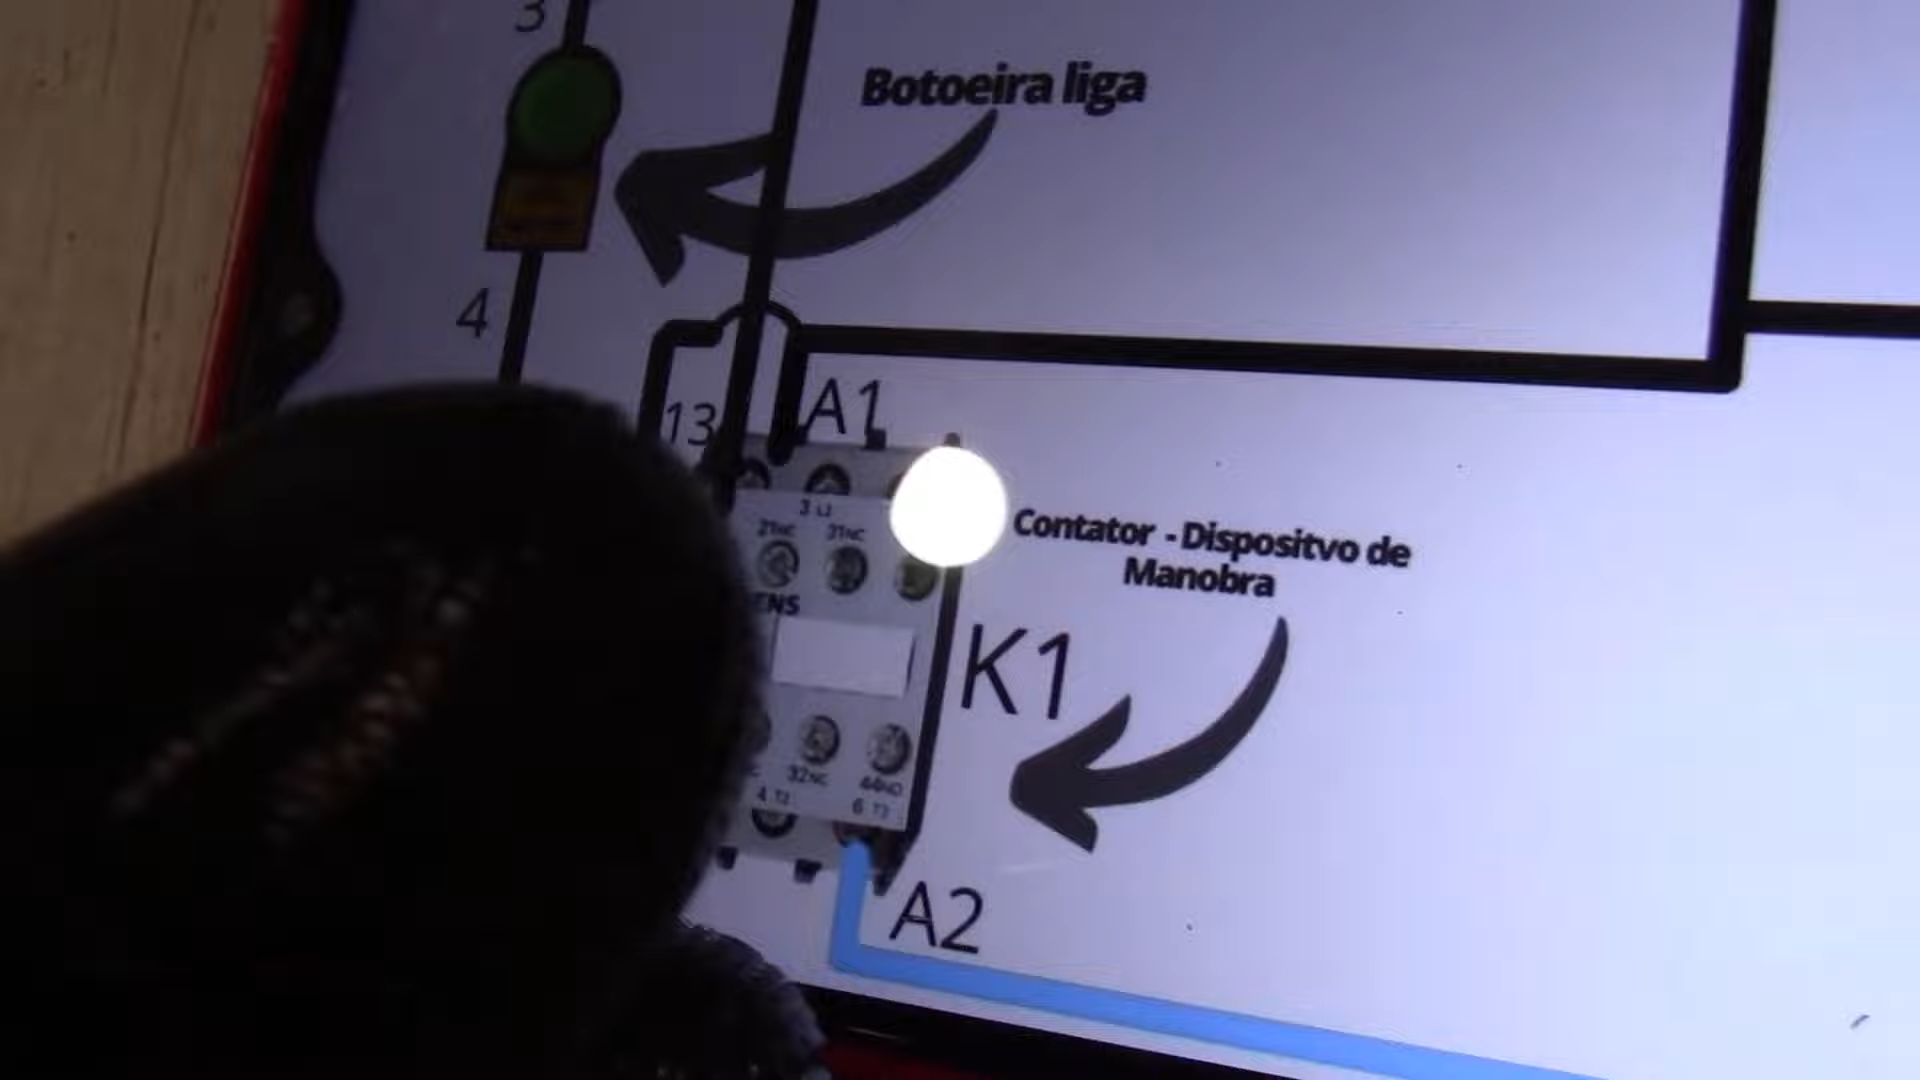 3
Botoeira liga
4
13
A1
3 L2
21NC 31NC
ENS
Contator - Dispositvo de
Manobra
K1
32NC 44NO
4 T2 6 T3
A2